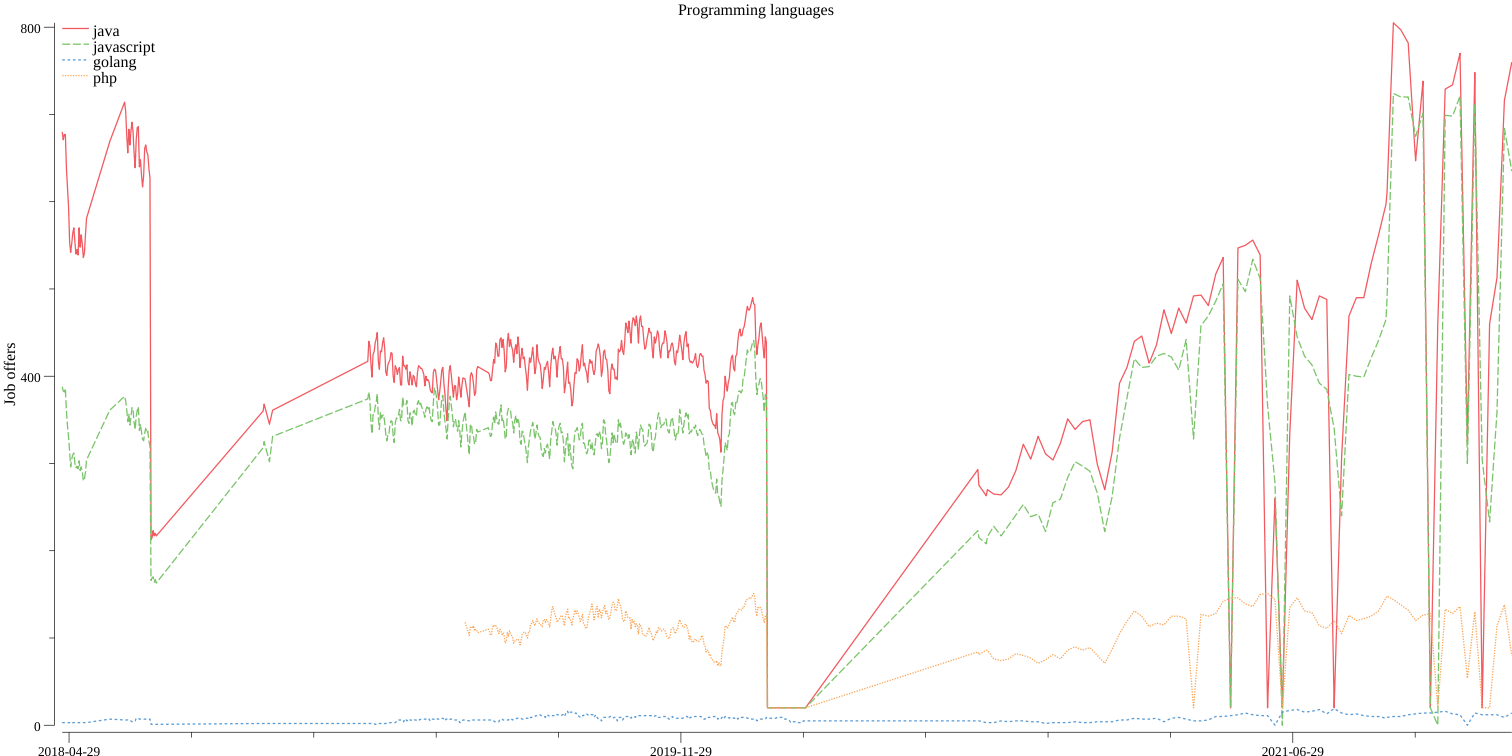 Programming languages
800
java
javascript
golang
php
Job offers
400
0
2018-04-29
2019-11-29
2021-06-29